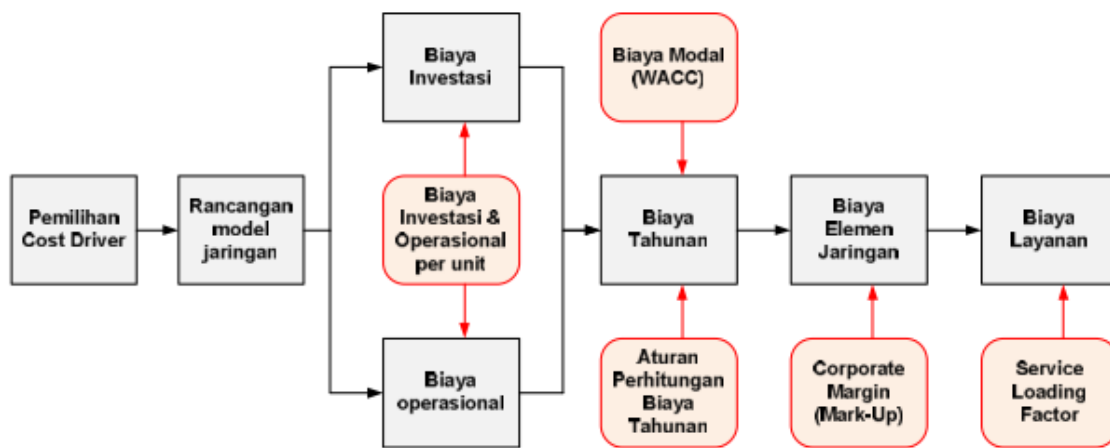 Biaya
Investasi
Biaya Modal
(WACC)
Pemilihan
Cost Driver
Rancangan
model
jaringan
Biaya
Investasi &
Operasional
per unit
Biaya
Tahunan
Biaya
Elemen
Jaringan
Biaya
Layanan
Biaya
operasional
Aturan
Perhitungan
Biaya
Tahunan
Corporate
Margin
(Mark-Up)
Service
Loading
Factor